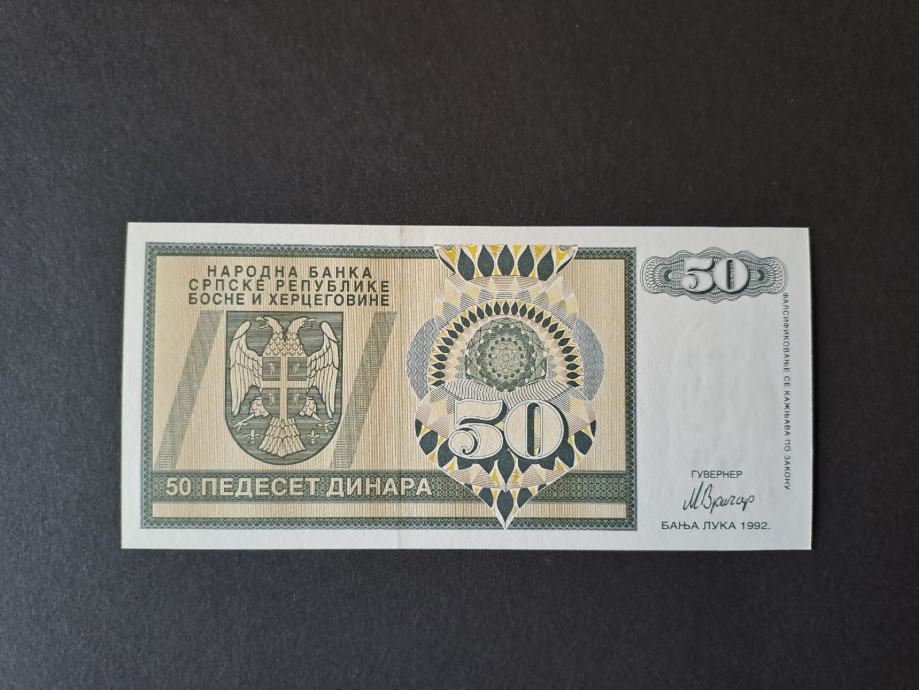 НАРОДНА БАНКА
СРПСКЕ РЕПУБЛИКЕ
БОСНЕ И ХЕРЦЕГОВИНЕ
50
50
50 ПЕДЕСЕТ ДИНАРА
ФАЛСИФИКОВАЊЕ СЕ КАЖЊАВА ПО ЗАКОНУ
ГУВЕРНЕР
БАЊА ЛУКА 1992.